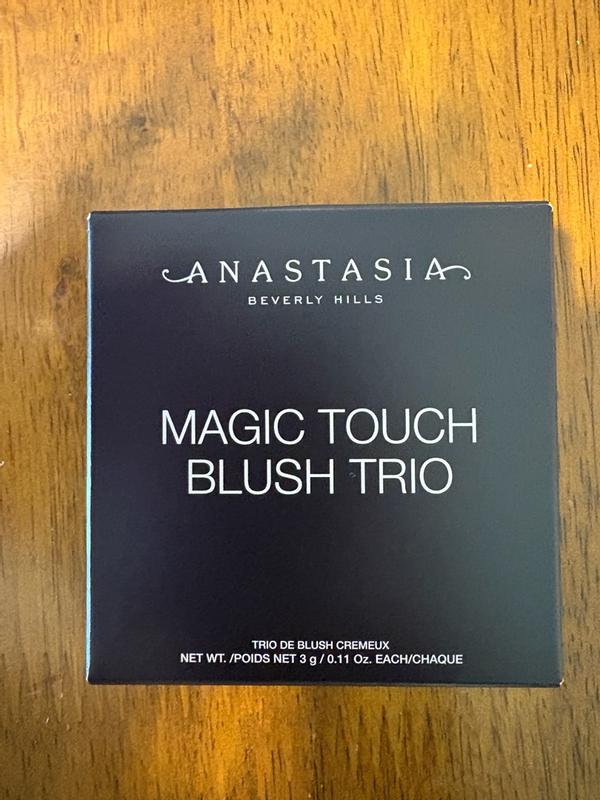 ANASTASIA
BEVERLY HILLS
MAGIC TOUCH
BLUSH TRIO
TRIO DE BLUSH CREMEUX
NET WT. /POIDS NET 3 g / 0.11 Oz. EACH/CHAQUE